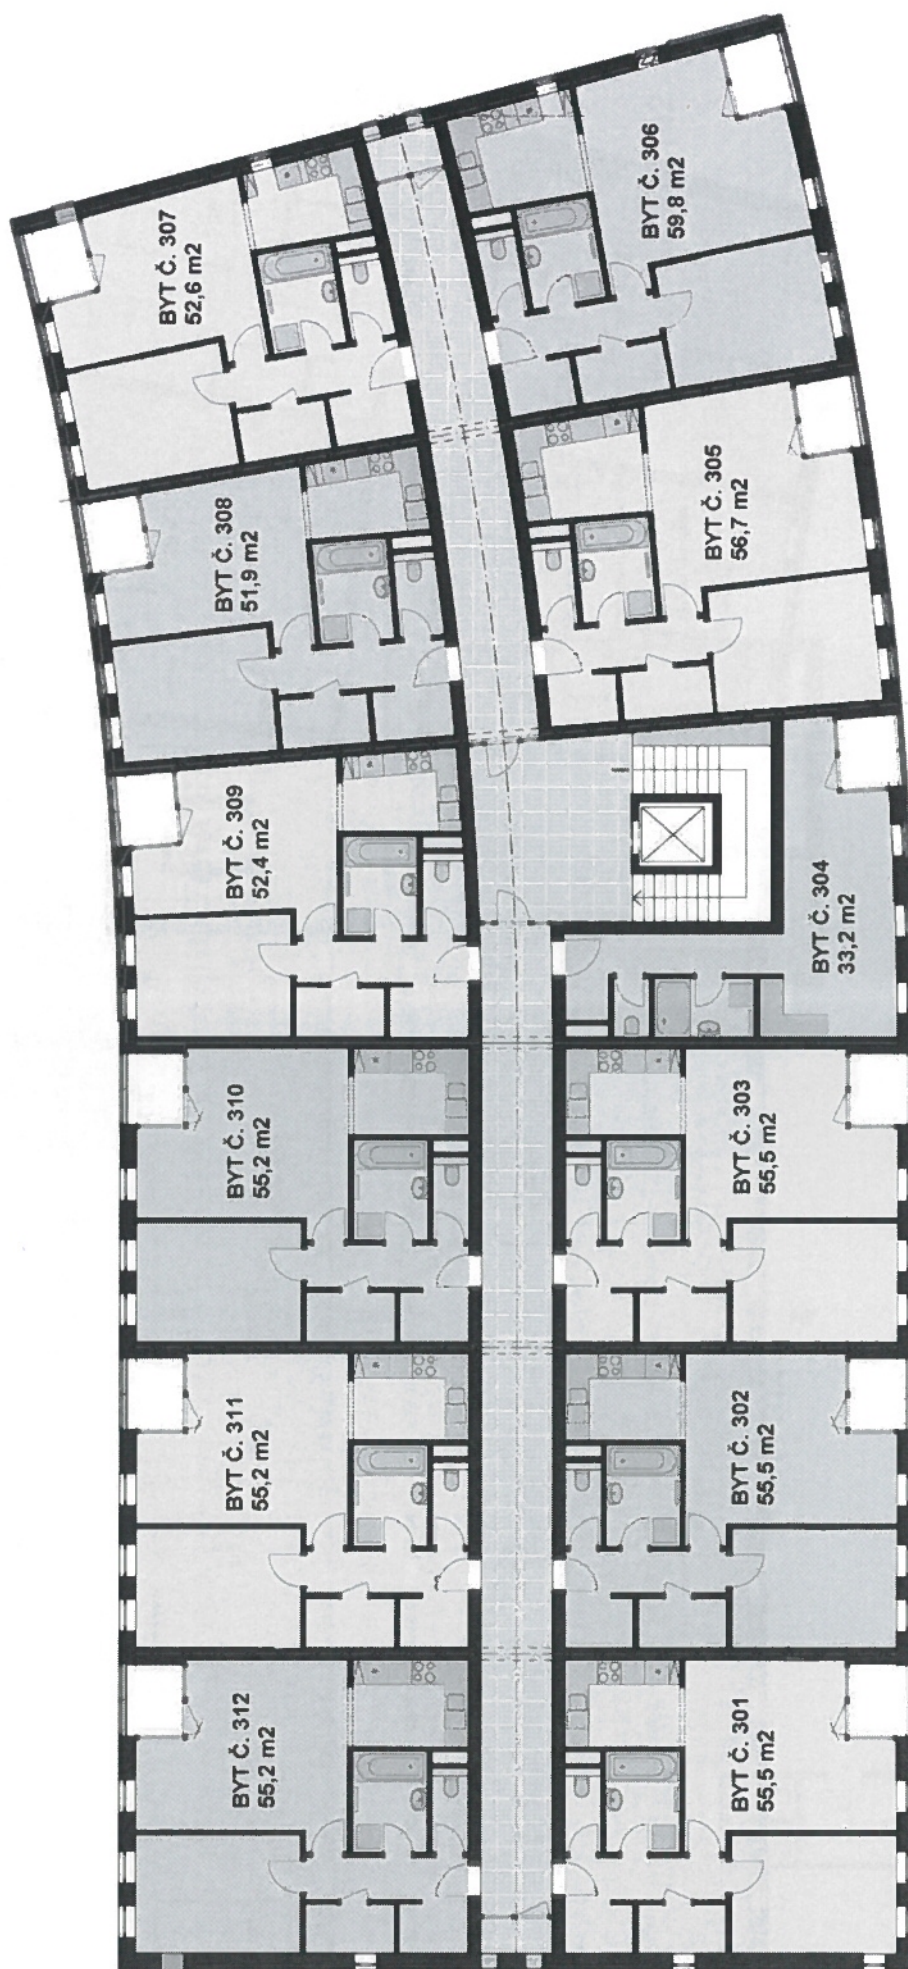 BYT Č. 306
59,8 m2
BYT Č. 307
52,6 m2
BYT Č. 305
56,7 m2
BYT Č. 308
51,9 m2
BYT Č. 309
52,4 m2
BYT Č. 304
33,2 m2
BYT Č. 310
55,2 m2
BYT Č. 303
55,5 m2
BYT Č. 311
55,2 m2
BYT Č. 302
55,5 m2
BYT Č. 312
55,2 m2
BYT Č. 301
55,5 m2